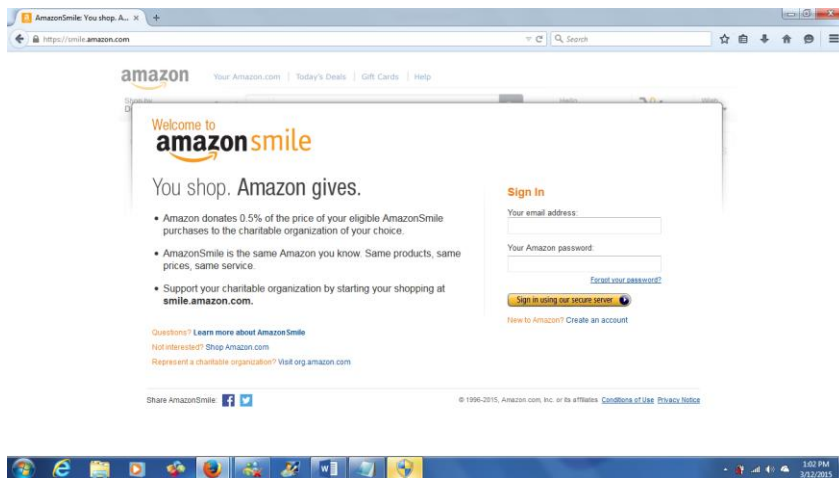 AmazonSmile: You shop. A...
https://smile.amazon.com
Search
amazon
Your Amazon.com | Today's Deals | Gift Cards | Help
Shop by
Hello
Wish
Welcome to
amazonsmile
You shop. Amazon gives.
• Amazon donates 0.5% of the price of your eligible AmazonSmile
purchases to the charitable organization of your choice.
• AmazonSmile is the same Amazon you know. Same products, same
prices, same service.
• Support your charitable organization by starting your shopping at
smile.amazon.com.
Questions? Learn more about AmazonSmile
Not interested? Shop Amazon.com
Represent a charitable organization? Visit org.amazon.com
Sign In
Your email address:
Your Amazon password:
Forgot your password?
Sign in using our secure server
New to Amazon? Create an account
Share AmazonSmile:
© 1996-2015, Amazon.com, Inc. or its affiliates Conditions of Use Privacy Notice
1:02 PM
3/12/2015